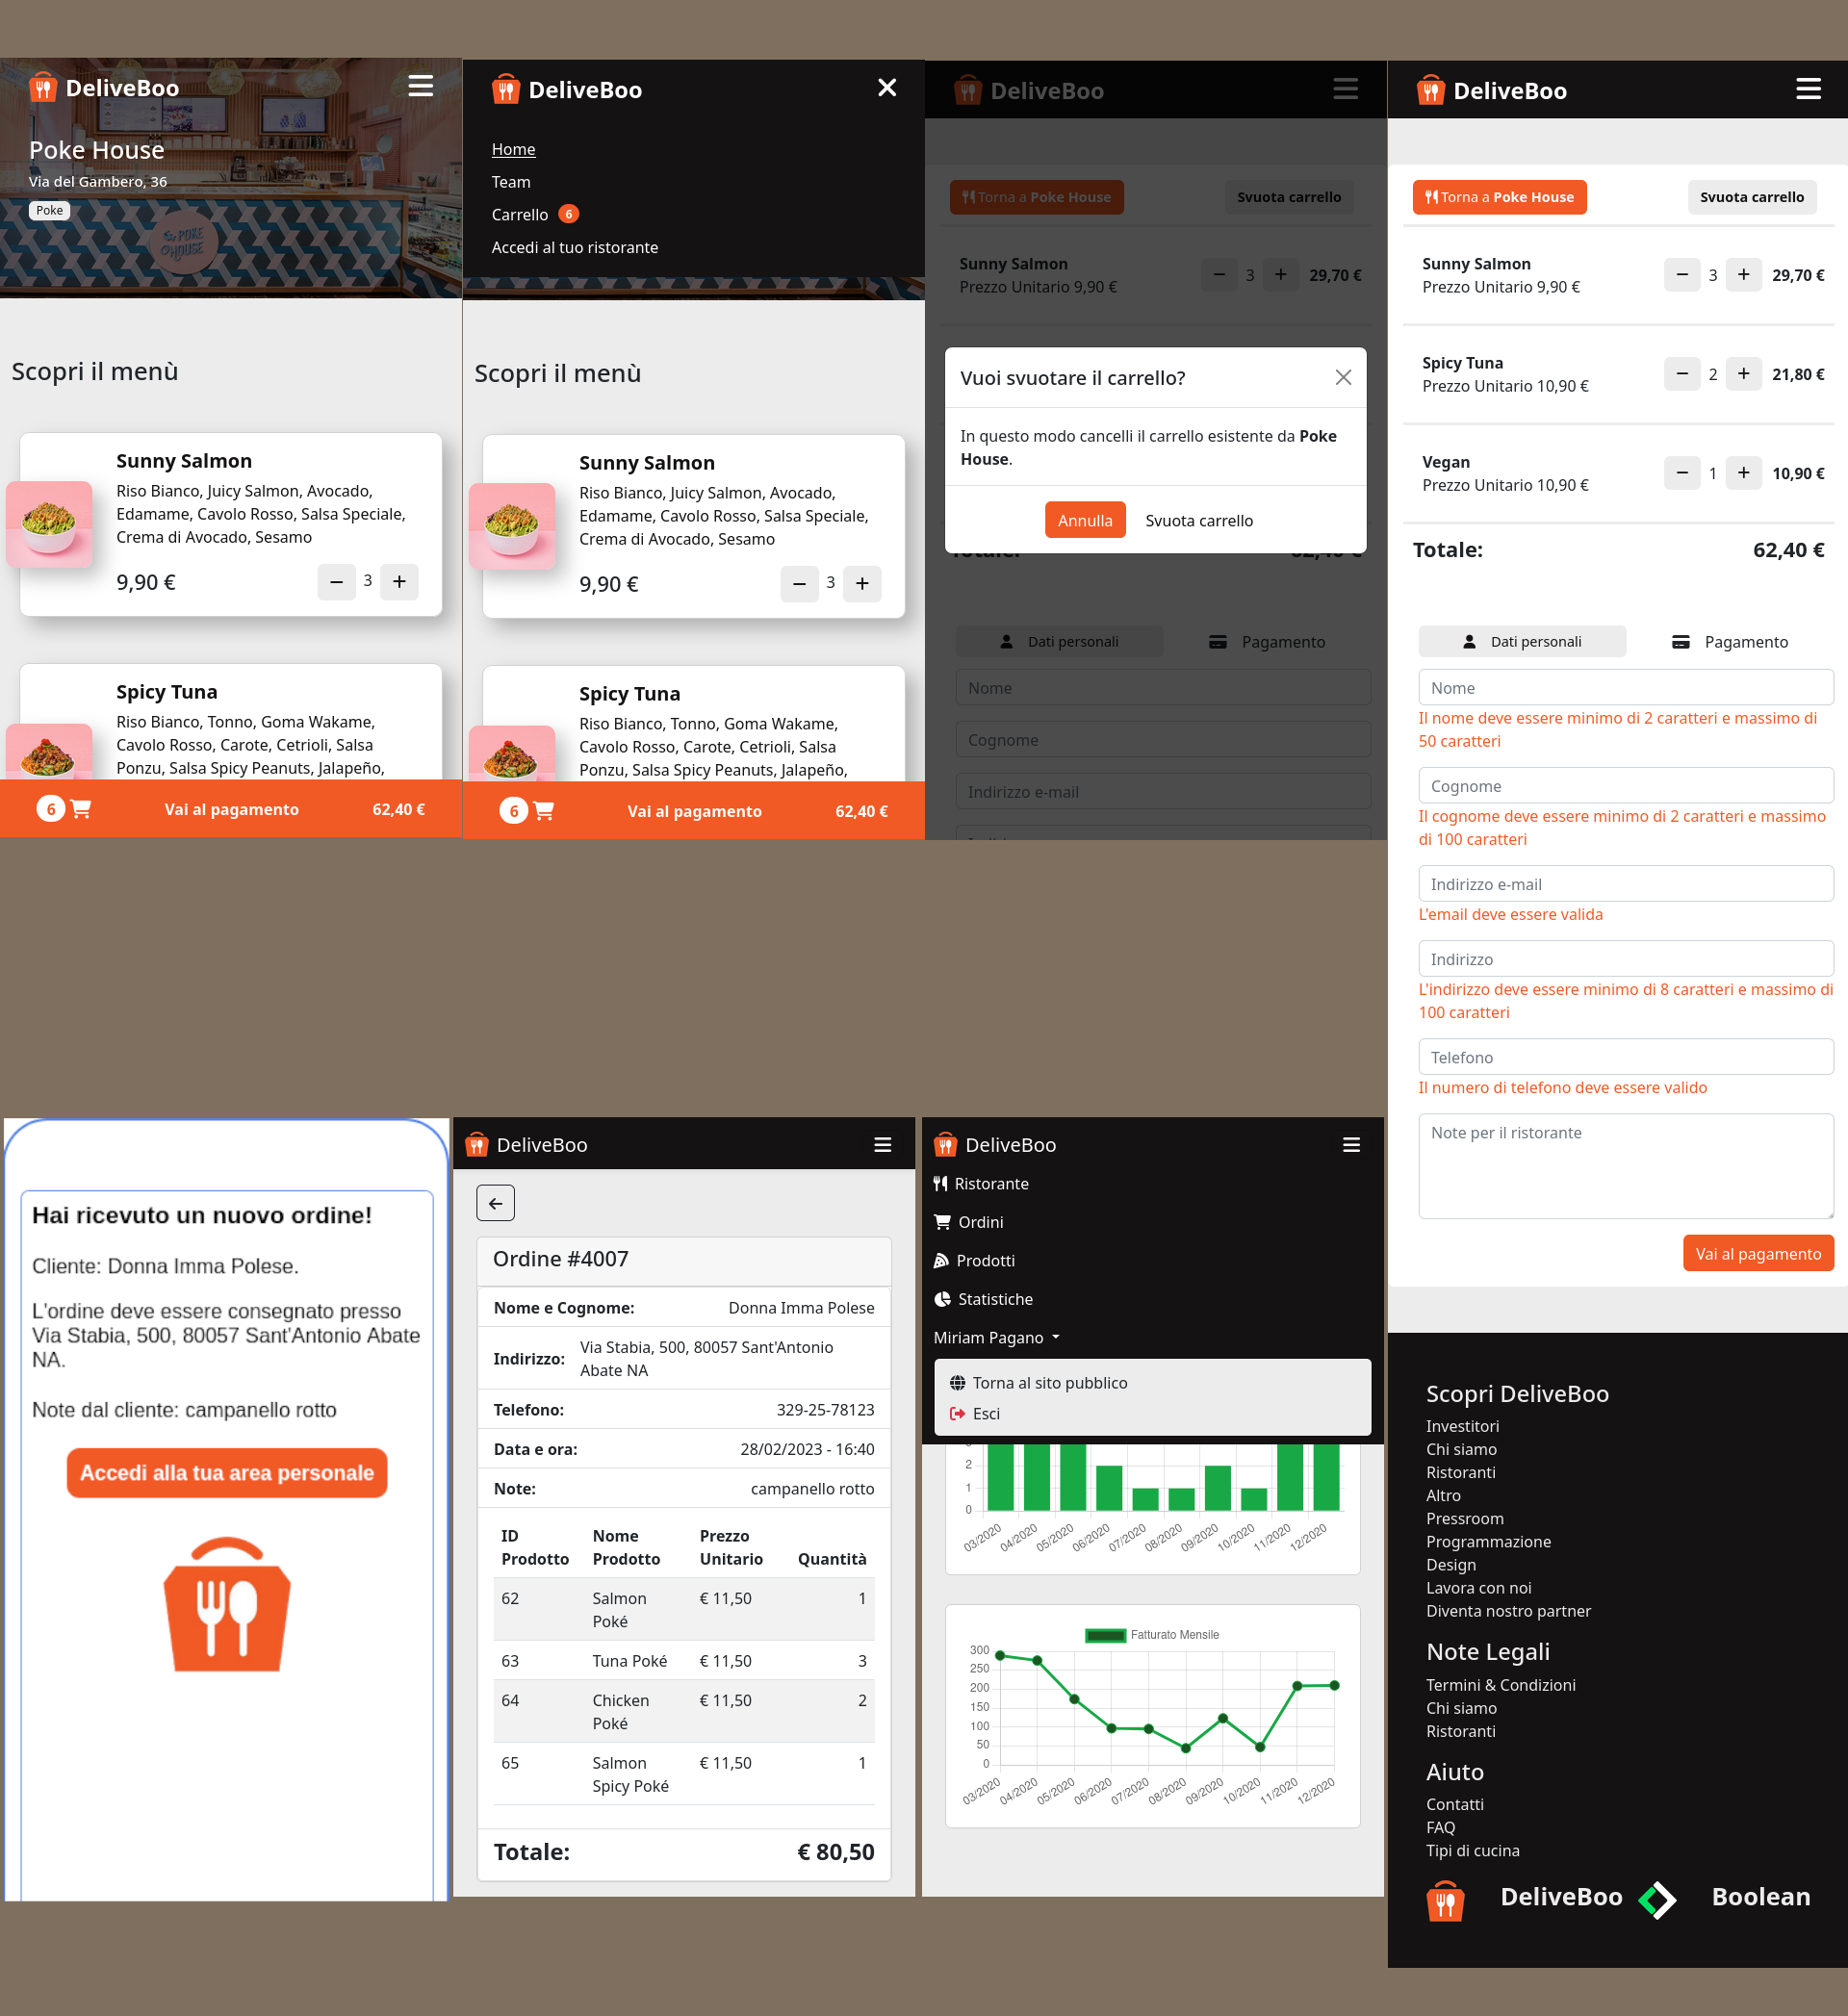 DeliveBoo
Poke House
Via del Gambero, 36
Poke
POKE
HOUSE
Scopri il menù
Sunny Salmon
Riso Bianco, Juicy Salmon, Avocado,
Edamame, Cavolo Rosso, Salsa Speciale,
Crema di Avocado, Sesamo
9,90 €
3
Spicy Tuna
Riso Bianco, Tonno, Goma Wakame,
Cavolo Rosso, Carote, Cetrioli, Salsa
Ponzu, Salsa Spicy Peanuts, Jalapeño,
6 Vai al pagamento 62,40 €
DeliveBoo
Home
Team
Carrello 6
Accedi al tuo ristorante
Scopri il menù
Sunny Salmon
Riso Bianco, Juicy Salmon, Avocado,
Edamame, Cavolo Rosso, Salsa Speciale,
Crema di Avocado, Sesamo
9,90 €
3
Spicy Tuna
Riso Bianco, Tonno, Goma Wakame,
Cavolo Rosso, Carote, Cetrioli, Salsa
Ponzu, Salsa Spicy Peanuts, Jalapeño,
6 Vai al pagamento 62,40 €
DeliveBoo
Torna a Poke House Svuota carrello
Sunny Salmon
Prezzo Unitario 9,90 €
3 29,70 €
Vuoi svuotare il carrello?
In questo modo cancelli il carrello esistente da Poke
House.
Annulla Svuota carrello
Totale: 62,40 €
Dati personali Pagamento
Nome
Cognome
Indirizzo e-mail
DeliveBoo
Torna a Poke House Svuota carrello
Sunny Salmon
Prezzo Unitario 9,90 €
3 29,70 €
Spicy Tuna
Prezzo Unitario 10,90 €
2 21,80 €
Vegan
Prezzo Unitario 10,90 €
1 10,90 €
Totale: 62,40 €
Dati personali Pagamento
Nome
Il nome deve essere minimo di 2 caratteri e massimo di
50 caratteri
Cognome
Il cognome deve essere minimo di 2 caratteri e massimo
di 100 caratteri
Indirizzo e-mail
L'email deve essere valida
Indirizzo
L'indirizzo deve essere minimo di 8 caratteri e massimo di
100 caratteri
Telefono
Il numero di telefono deve essere valido
Note per il ristorante
Vai al pagamento
Scopri DeliveBoo
Investitori
Chi siamo
Ristoranti
Altro
Pressroom
Programmazione
Design
Lavora con noi
Diventa nostro partner
Note Legali
Termini & Condizioni
Chi siamo
Ristoranti
Aiuto
Contatti
FAQ
Tipi di cucina
DeliveBoo Boolean
Hai ricevuto un nuovo ordine!
Cliente: Donna Imma Polese.
L'ordine deve essere consegnato presso
Via Stabia, 500, 80057 Sant'Antonio Abate
NA.
Note dal cliente: campanello rotto
Accedi alla tua area personale
DeliveBoo
Ordine #4007
Nome e Cognome: Donna Imma Polese
Indirizzo: Via Stabia, 500, 80057 Sant'Antonio
Abate NA
Telefono: 329-25-78123
Data e ora: 28/02/2023 - 16:40
Note: campanello rotto
ID Nome Prezzo
Prodotto Prodotto Unitario Quantità
62 Salmon € 11,50 1
Poké
63 Tuna Poké € 11,50 3
64 Chicken € 11,50 2
Poké
65 Salmon € 11,50 1
Spicy Poké
Totale: € 80,50
DeliveBoo
Ristorante
Ordini
Prodotti
Statistiche
Miriam Pagano
Torna al sito pubblico
Esci
2
1
0
03/2020 04/2020 05/2020 06/2020 07/2020 08/2020 09/2020 10/2020 11/2020 12/2020
Fatturato Mensile
300
250
200
150
100
50
0
03/2020 04/2020 05/2020 06/2020 07/2020 08/2020 09/2020 10/2020 11/2020 12/2020